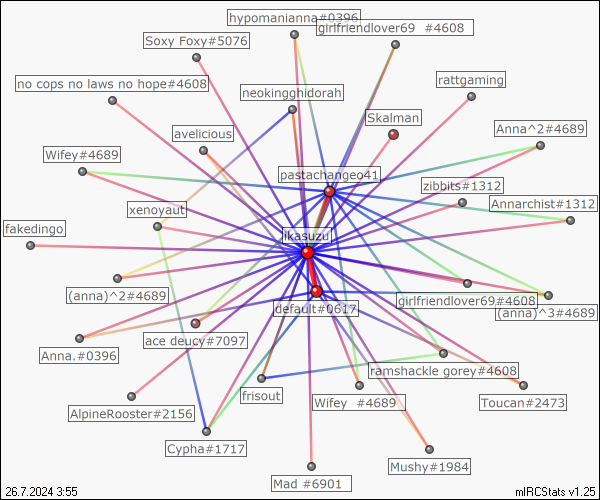 hypomanianna#0396
girlfriendlover69 #4608
Soxy Foxy#5076
rattgaming
no cops no laws no hope#4608
neokingghidorah
Skalman
avelicious
Anna^2#4689
Wifey#4689
pastachangeo41
zibbits#1312
Annarchist#1312
xenoyaut
fakedingo
ikasuzu
(anna)^2#4689
girlfriendlover69#4608
default#0617
(anna)^3#4689
ace deucy#7097
Anna.#0396
ramshackle gorey#4608
frisout
Wifey #4689
Toucan#2473
AlpineRooster#2156
Cypha#1717
Mushy#1984
Mad #6901
26.7.2024 3:55
mIRCStats v1.25